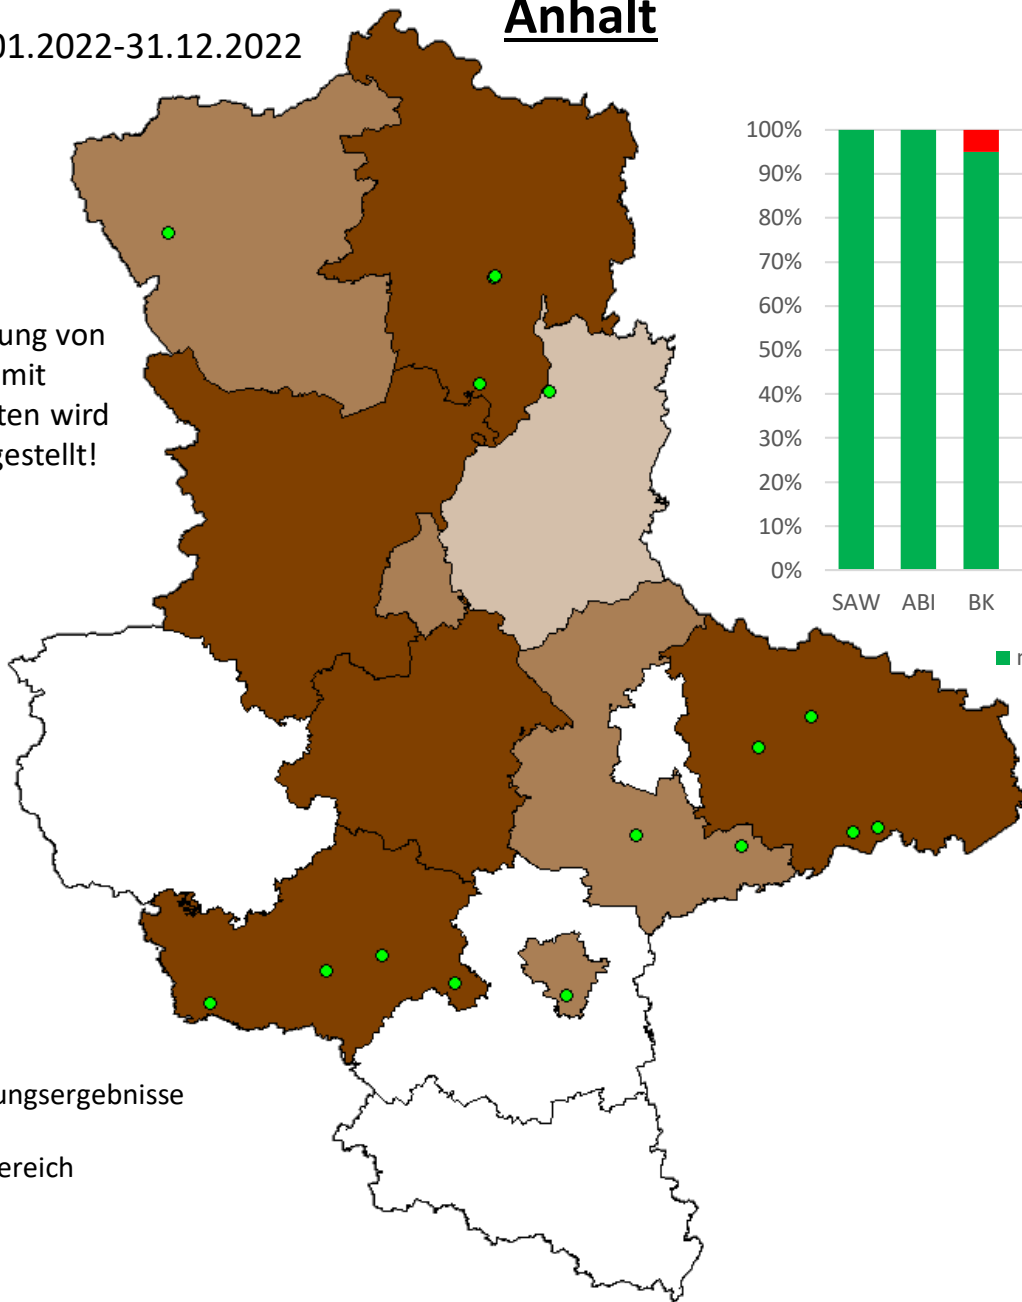 Anhalt
01.2022-31.12.2022
ung von
mit
ten wird
gestellt!
100%
90%
80%
70%
60%
50%
40%
30%
20%
10%
0%
SAW ABI BK
ungsergebnisse
ereich